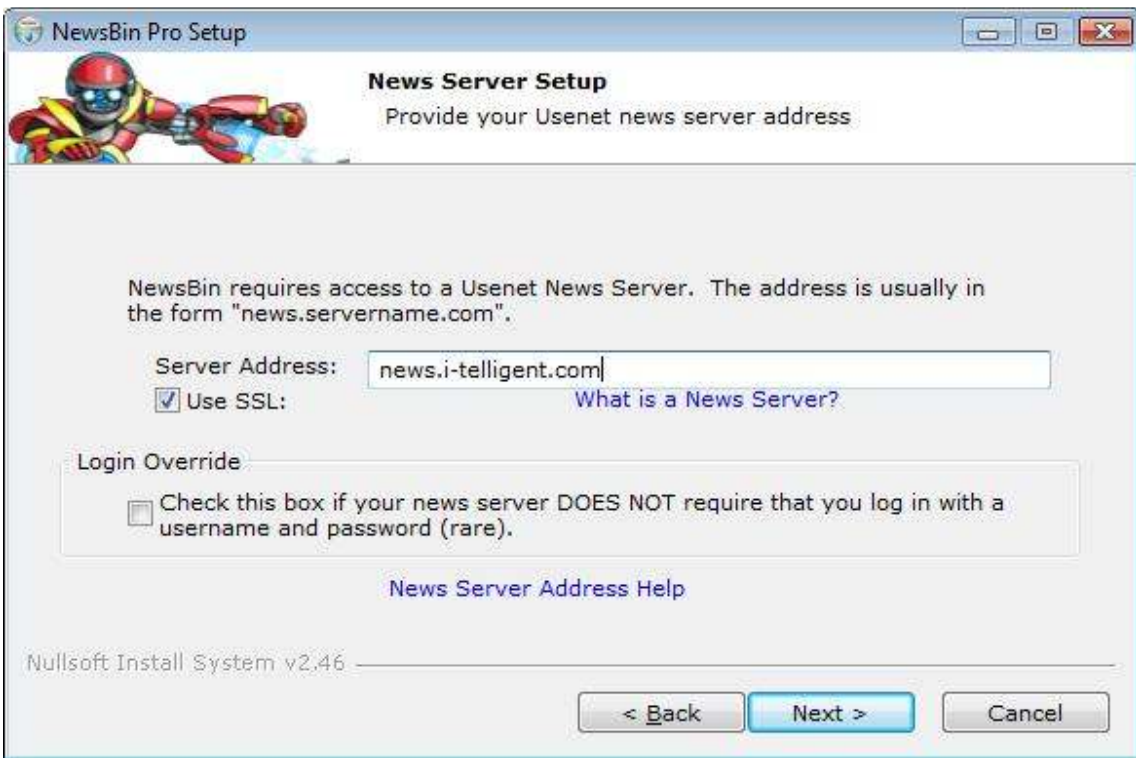 NewsBin Pro Setup
News Server Setup
Provide your Usenet news server address
NewsBin requires access to a Usenet News Server.  The address is usually in
the form "news.servername.com".
Server Address: news.i-telligent.com
Use SSL: What is a News Server?
Login Override
Check this box if your news server DOES NOT require that you log in with a
username and password (rare).
News Server Address Help
Nullsoft Install System v2.46
< Back Next > Cancel